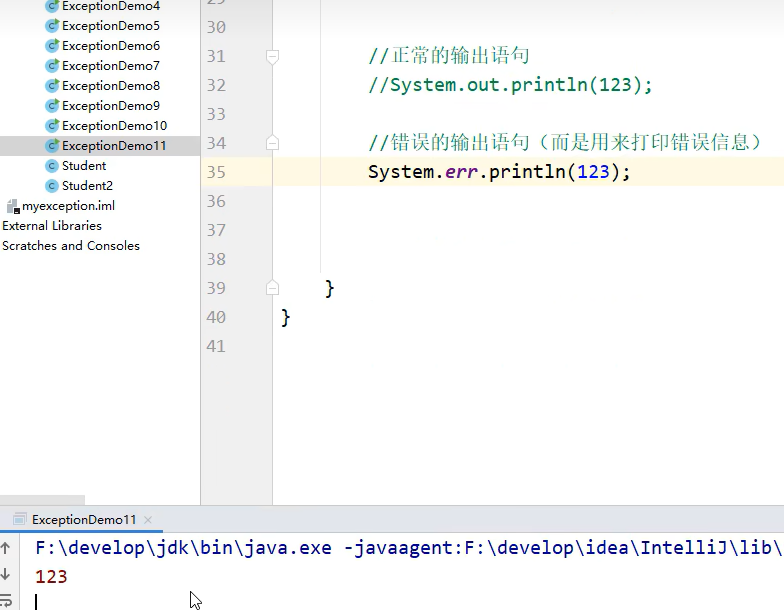 ExceptionDemo4
ExceptionDemo5
ExceptionDemo6
ExceptionDemo7
ExceptionDemo8
ExceptionDemo9
ExceptionDemo10
ExceptionDemo11
Student
Student2
myexception.iml
External Libraries
Scratches and Consoles
29
30
31 //正常的输出语句
32 //System.out.println(123);
33
34 //错误的输出语句（而是用来打印错误信息）
35 System.err.println(123);
36
37
38
39 }
40 }
41
ExceptionDemo11
F:\develop\jdk\bin\java.exe -javaagent:F:\develop\idea\IntelliJ\lib\
123